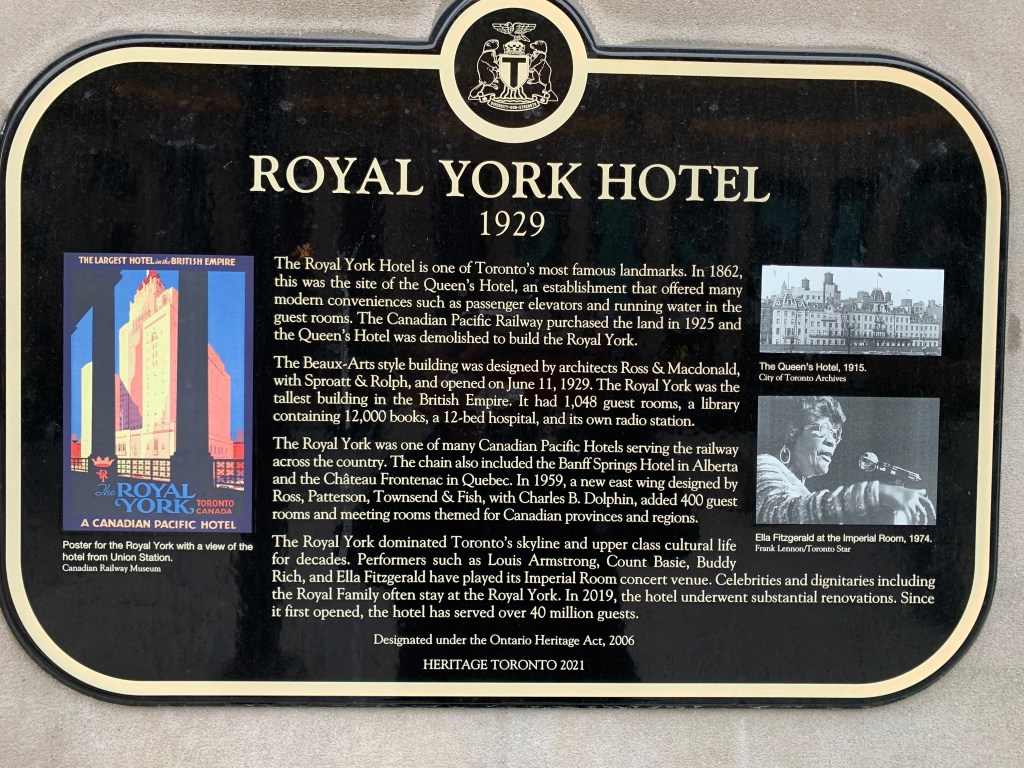 ROYAL YORK HOTEL
1929
THE LARGEST HOTEL in the BRITISH EMPIRE
The ROYAL
YORK
TORONTO
CANADA
A CANADIAN PACIFIC HOTEL
Poster for the Royal York with a view of the
hotel from Union Station.
Canadian Railway Museum
The Royal York Hotel is one of Toronto's most famous landmarks. In 1862,
this was the site of the Queen's Hotel, an establishment that offered many
modern conveniences such as passenger elevators and running water in the
guest rooms. The Canadian Pacific Railway purchased the land in 1925 and
the Queen's Hotel was demolished to build the Royal York.
The Beaux-Arts style building was designed by architects Ross & Macdonald,
with Sproatt & Rolph, and opened on June 11, 1929. The Royal York was the
tallest building in the British Empire. It had 1,048 guest rooms, a library
containing 12,000 books, a 12-bed hospital, and its own radio station.
The Royal York was one of many Canadian Pacific Hotels serving the railway
across the country. The chain also included the Banff Springs Hotel in Alberta
and the Château Frontenac in Quebec. In 1959, a new east wing designed by
Ross, Patterson, Townsend & Fish, with Charles B. Dolphin, added 400 guest
rooms and meeting rooms themed for Canadian provinces and regions.
The Royal York dominated Toronto's skyline and upper class cultural life
for decades. Performers such as Louis Armstrong, Count Basie, Buddy
Rich, and Ella Fitzgerald have played its Imperial Room concert venue. Celebrities and dignitaries including
the Royal Family often stay at the Royal York. In 2019, the hotel underwent substantial renovations. Since
it first opened, the hotel has served over 40 million guests.
The Queen's Hotel, 1915.
City of Toronto Archives
Ella Fitzgerald at the Imperial Room, 1974.
Frank Lennon/Toronto Star
Designated under the Ontario Heritage Act, 2006
HERITAGE TORONTO 2021